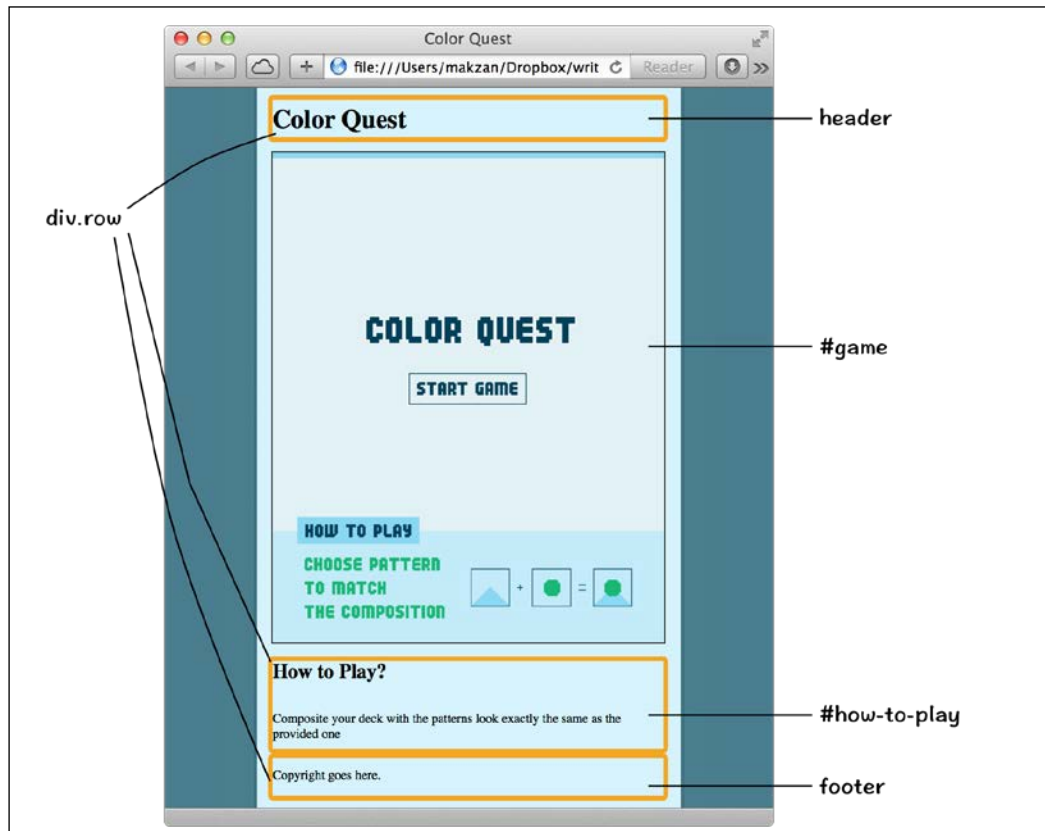 Color Quest
file:///Users/makzan/Dropbox/writ
Reader
Color Quest
header
div.row
COLOR QUEST
#game
START GAME
HOW TO PLAY
CHOOSE PATTERN
TO MATCH
THE COMPOSITION
+ =
How to Play?
Composite your deck with the patterns look exactly the same as the
provided one
#how-to-play
Copyright goes here.
footer